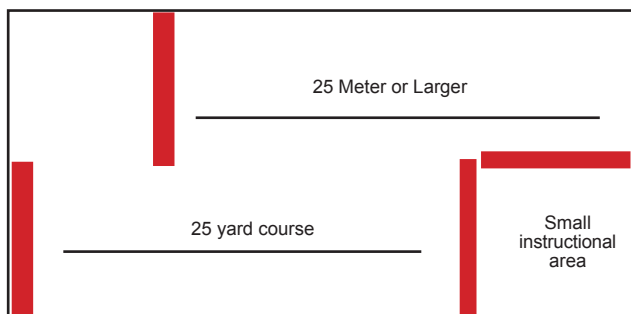 25 Meter or Larger
25 yard course
Small
instructional
area